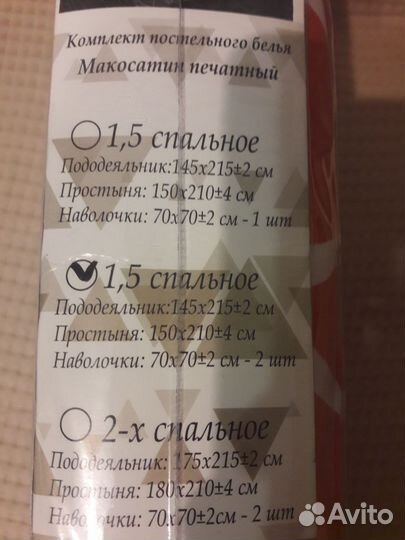 Комплект постельного белья
Макосатин печатный
1,5 спальное
Пододеяльник:145х215±2 см
Простыня: 150х210±4 см
Наволочки: 70х70±2 см - 1 шт
1,5 спальное
Пододеяльник:145х215±2 см
Простыня: 150х210±4 см
Наволочки: 70х70±2 см - 2 шт
2-х спальное
Пододеяльник: 175х215±2 см
Простыня: 180х210±4 см
Наволочки: 70х70±2см - 2 шт
Avito